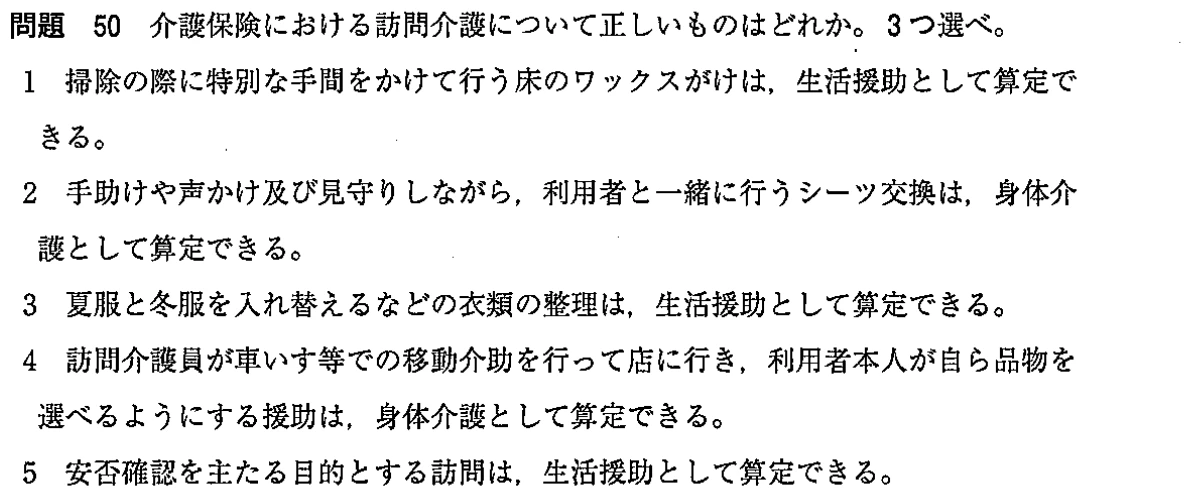 問題 50 介護保険における訪問介護について正しいものはどれか。3つ選べ。
1 掃除の際に特別な手間をかけて行う床のワックスがけは，生活援助として算定で
きる。
2 手助けや声かけ及び見守りしながら，利用者と一緒に行うシーツ交換は，身体介
護として算定できる。
3 夏服と冬服を入れ替えるなどの衣類の整理は，生活援助として算定できる。
4 訪問介護員が車いす等での移動介助を行って店に行き，利用者本人が自ら品物を
選べるようにする援助は，身体介護として算定できる。
5 安否確認を主たる目的とする訪問は，生活援助として算定できる。